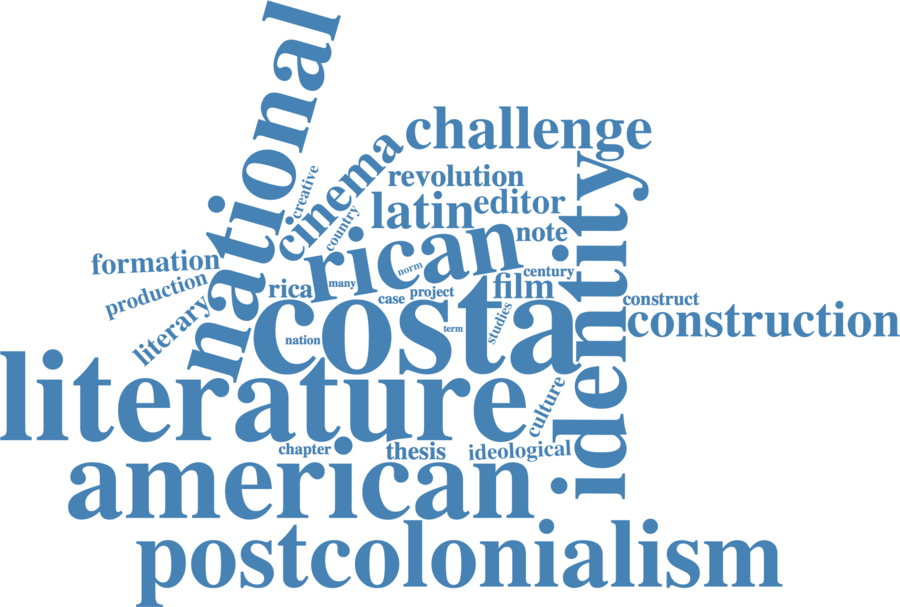 national
challenge
cinema
creative
revolution
country
latin
editor
identity
rican
note
formation
norm
century
production
rica
many
film
case
project
construct
literary
costa
studies
construction
nation
term
literature
culture
chapter
thesis
ideological
american
postcolonialism